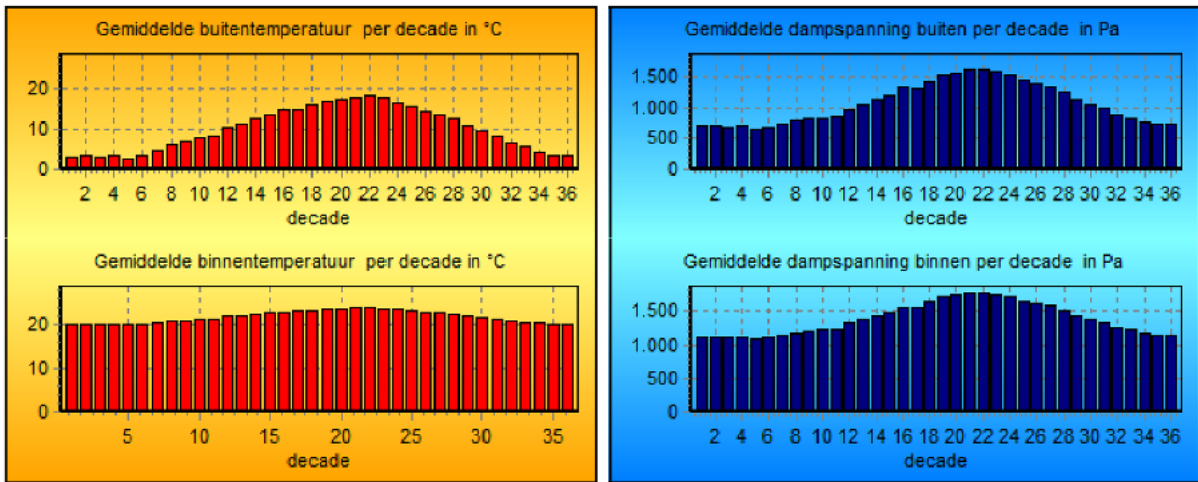 Gemiddelde buitentemperatuur per decade in °C
20
10
0
2 4 6 8 10 12 14 16 18 20 22 24 26 28 30 32 34 36
decade
Gemiddelde dampspanning buiten per decade in Pa
1.500
1.000
500
0
2 4 6 8 10 12 14 16 18 20 22 24 26 28 30 32 34 36
decade
Gemiddelde binnentemperatuur per decade in °C
20
10
0
5 10 15 20 25 30 35
decade
Gemiddelde dampspanning binnen per decade in Pa
1.500
1.000
500
0
2 4 6 8 10 12 14 16 18 20 22 24 26 28 30 32 34 36
decade